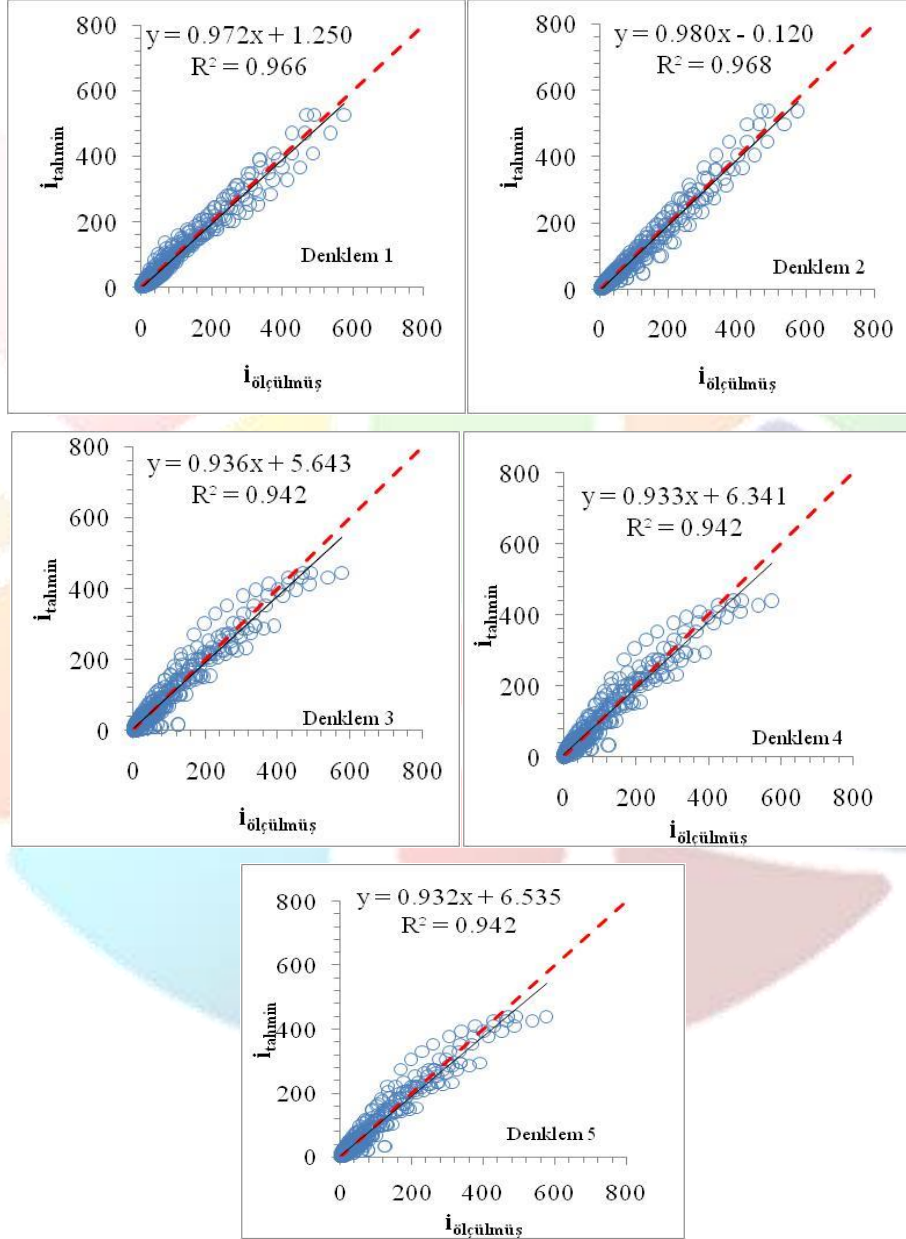 y = 0.972x + 1.250
R² = 0.966
800
600
400
200
0
0 200 400 600 800
i_tahmin
i_ölçülmüş
Denklem 1
y = 0.980x - 0.120
R² = 0.968
800
600
400
200
0
0 200 400 600 800
i_tahmin
i_ölçülmüş
Denklem 2
y = 0.936x + 5.643
R² = 0.942
800
600
400
200
0
0 200 400 600 800
i_tahmin
i_ölçülmüş
Denklem 3
y = 0.933x + 6.341
R² = 0.942
800
600
400
200
0
0 200 400 600 800
i_tahmin
i_ölçülmüş
Denklem 4
y = 0.932x + 6.535
R² = 0.942
800
600
400
200
0
0 200 400 600 800
i_tahmin
i_ölçülmüş
Denklem 5